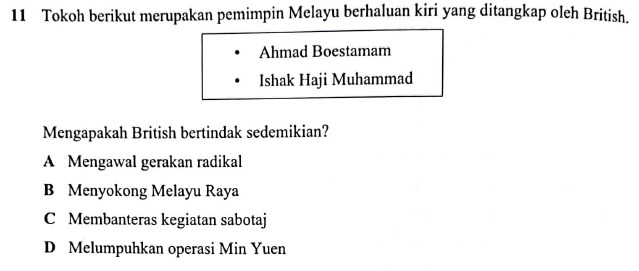 11 Tokoh berikut merupakan pemimpin Melayu berhaluan kiri yang ditangkap oleh British.
• Ahmad Boestamam
• Ishak Haji Muhammad
Mengapakah British bertindak sedemikian?
A Mengawal gerakan radikal
B Menyokong Melayu Raya
C Membanteras kegiatan sabotaj
D Melumpuhkan operasi Min Yuen